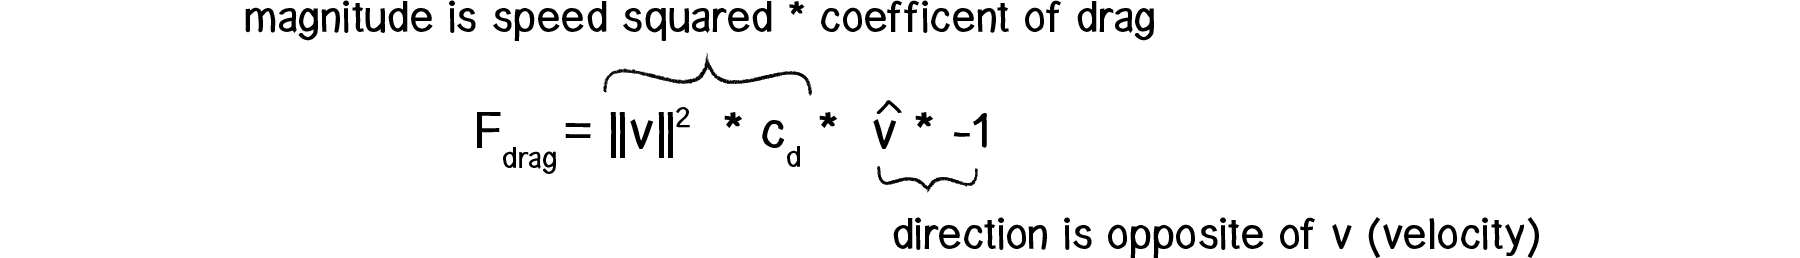 magnitude is speed squared * coefficent of drag
F_drag = ||v||² * c_d * v̂ * -1
direction is opposite of v (velocity)